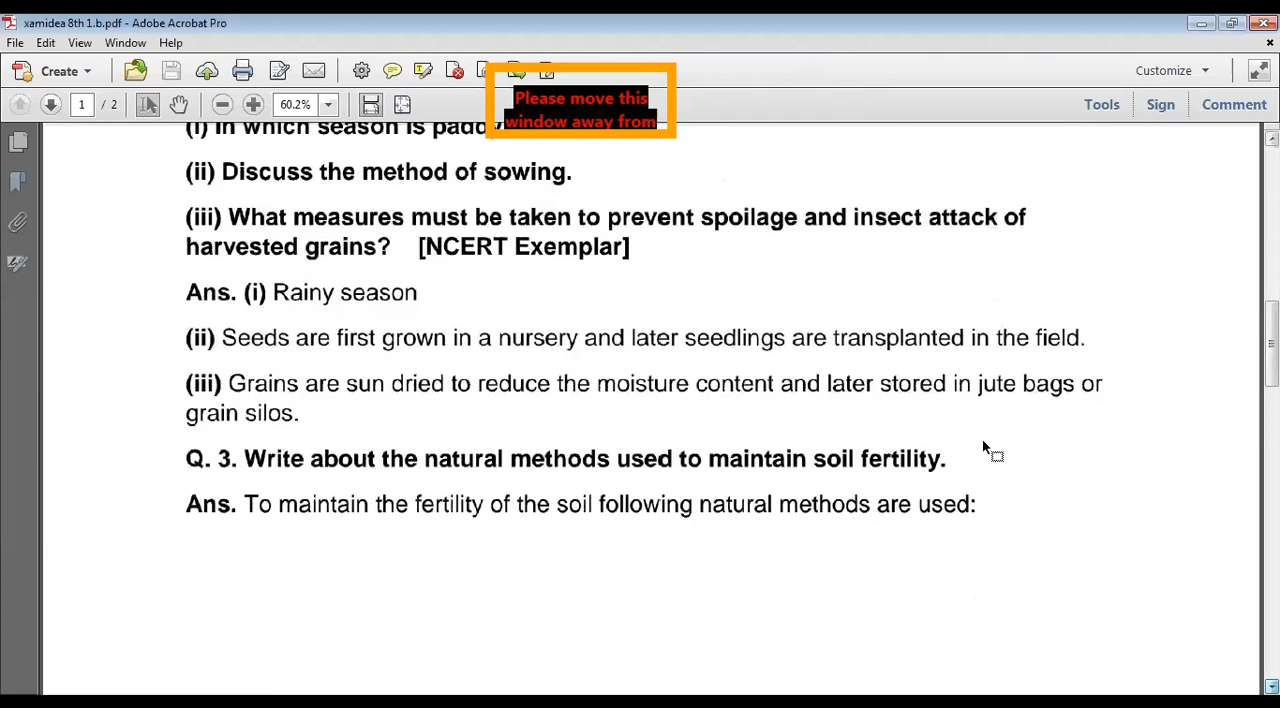 xamidea 8th 1.b.pdf - Adobe Acrobat Pro
File Edit View Window Help
Create Customize
1 / 2 60.2% Tools Sign Comment
Please move this
window away from
(i) In which season is paddy
(ii) Discuss the method of sowing.
(iii) What measures must be taken to prevent spoilage and insect attack of
harvested grains? [NCERT Exemplar]
Ans. (i) Rainy season
(ii) Seeds are first grown in a nursery and later seedlings are transplanted in the field.
(iii) Grains are sun dried to reduce the moisture content and later stored in jute bags or
grain silos.
Q. 3. Write about the natural methods used to maintain soil fertility.
Ans. To maintain the fertility of the soil following natural methods are used: